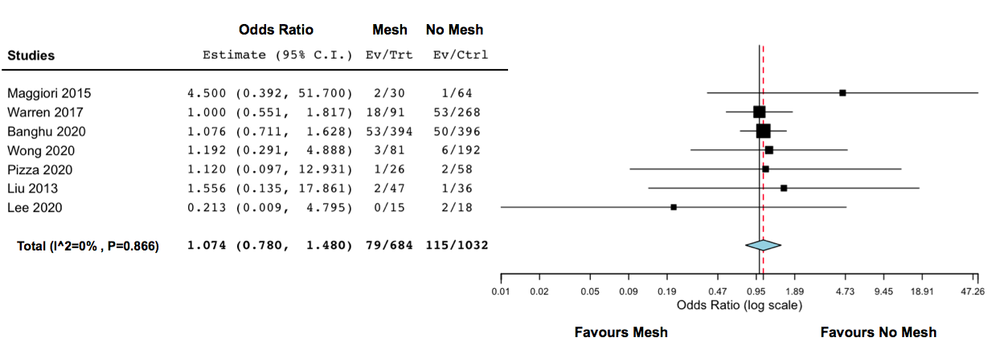 Odds Ratio Mesh No Mesh
Studies Estimate (95% C.I.) Ev/Trt Ev/Ctrl
Maggiori 2015 4.500 (0.392, 51.700) 2/30 1/64
Warren 2017 1.000 (0.551, 1.817) 18/91 53/268
Banghu 2020 1.076 (0.711, 1.628) 53/394 50/396
Wong 2020 1.192 (0.291, 4.888) 3/81 6/192
Pizza 2020 1.120 (0.097, 12.931) 1/26 2/58
Liu 2013 1.556 (0.135, 17.861) 2/47 1/36
Lee 2020 0.213 (0.009, 4.795) 0/15 2/18
Total (I^2=0% , P=0.866) 1.074 (0.780, 1.480) 79/684 115/1032
0.01 0.02 0.05 0.09 0.19 0.47 0.95 1.89 4.73 9.45 18.91 47.26
Odds Ratio (log scale)
Favours Mesh Favours No Mesh